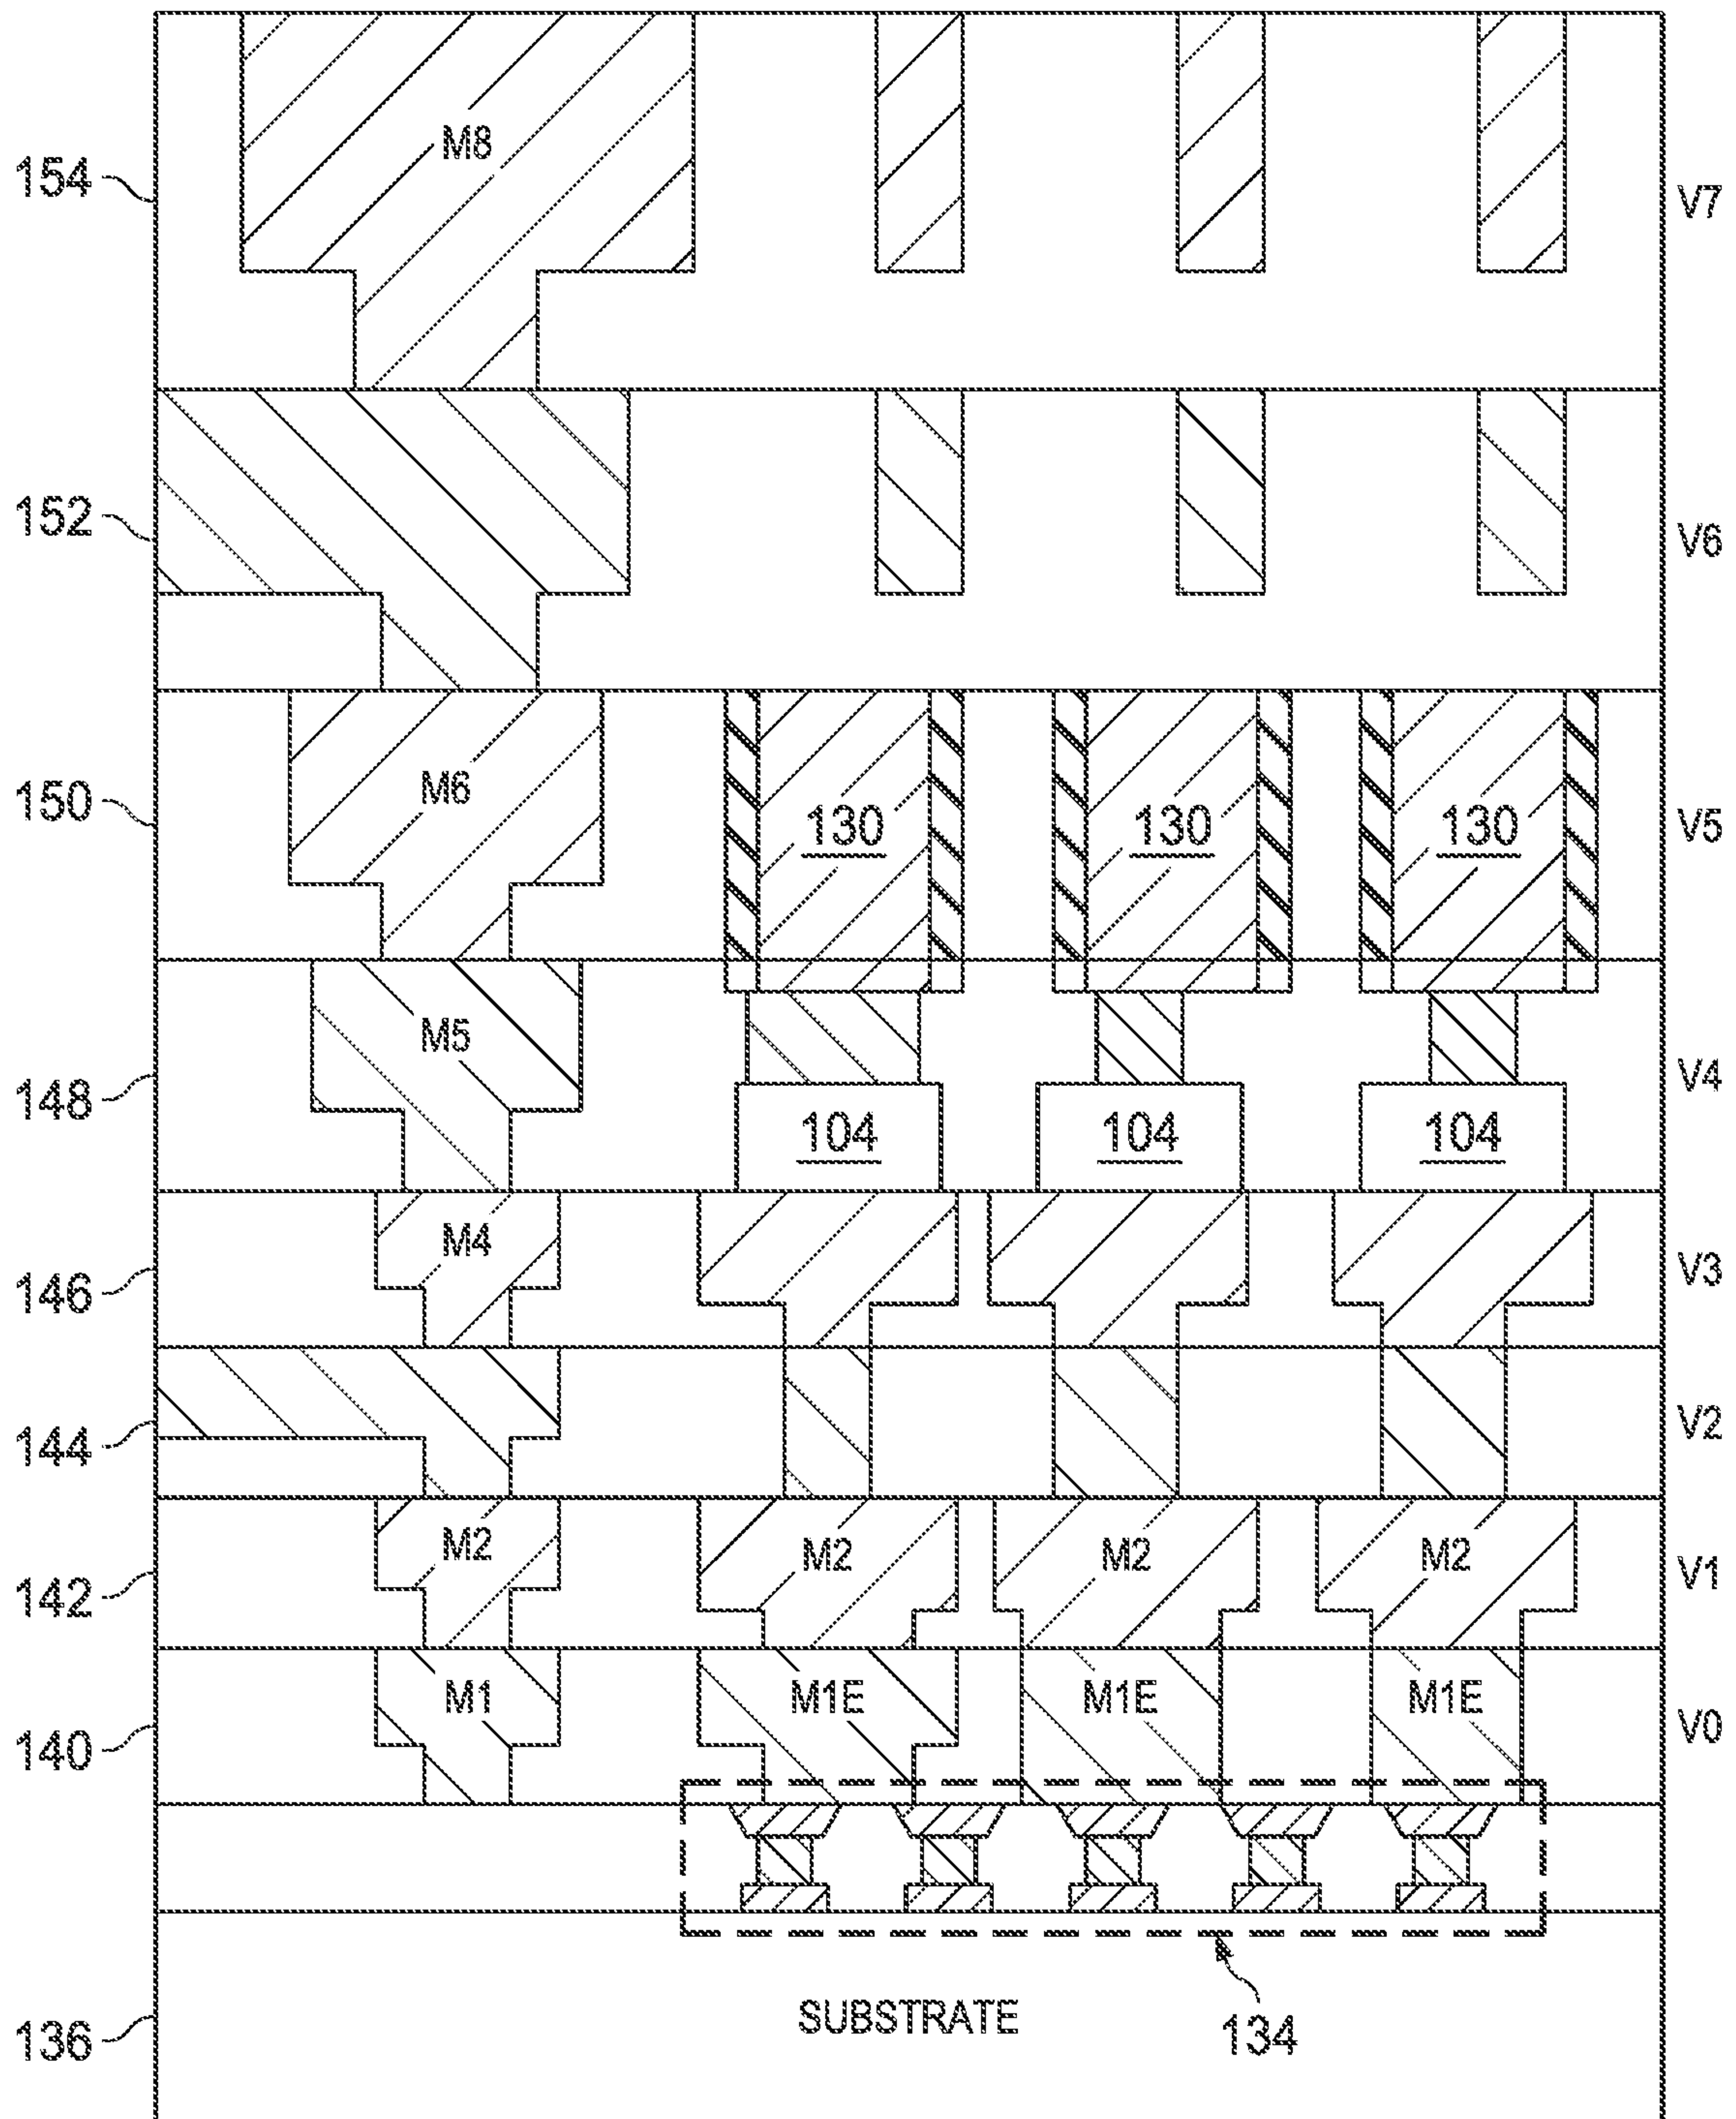 M8
154
V7
152
V6
M6
150
130 130 130
V5
M5
148
104 104 104
V4
M4
146
V3
144
V2
M2 M2 M2 M2
142
V1
M1 M1E M1E M1E
140
V0
SUBSTRATE
136
134